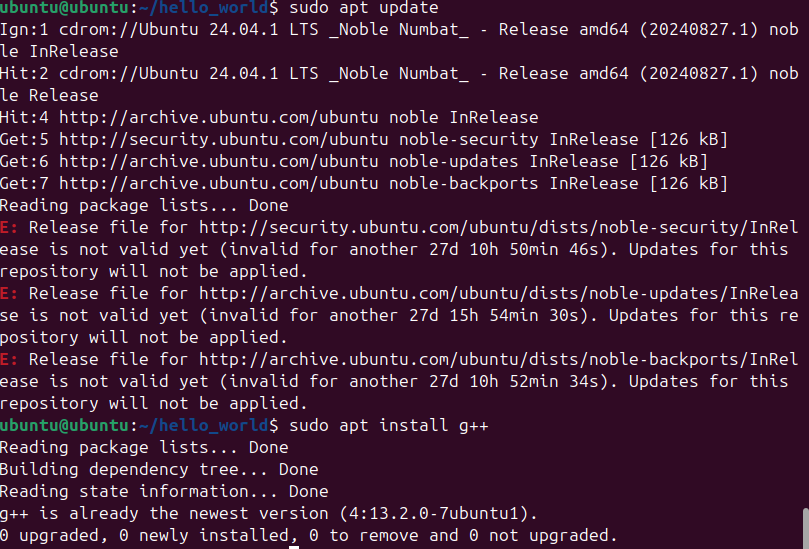 ubuntu@ubuntu:~/hello_world$ sudo apt update
Ign:1 cdrom://Ubuntu 24.04.1 LTS _Noble Numbat_ - Release amd64 (20240827.1) nob
le InRelease
Hit:2 cdrom://Ubuntu 24.04.1 LTS _Noble Numbat_ - Release amd64 (20240827.1) nob
le Release
Hit:4 http://archive.ubuntu.com/ubuntu noble InRelease
Get:5 http://security.ubuntu.com/ubuntu noble-security InRelease [126 kB]
Get:6 http://archive.ubuntu.com/ubuntu noble-updates InRelease [126 kB]
Get:7 http://archive.ubuntu.com/ubuntu noble-backports InRelease [126 kB]
Reading package lists... Done
E: Release file for http://security.ubuntu.com/ubuntu/dists/noble-security/InRel
ease is not valid yet (invalid for another 27d 10h 50min 46s). Updates for this
repository will not be applied.
E: Release file for http://archive.ubuntu.com/ubuntu/dists/noble-updates/InRelea
se is not valid yet (invalid for another 27d 15h 54min 30s). Updates for this re
pository will not be applied.
E: Release file for http://archive.ubuntu.com/ubuntu/dists/noble-backports/InRel
ease is not valid yet (invalid for another 27d 10h 52min 34s). Updates for this
repository will not be applied.
ubuntu@ubuntu:~/hello_world$ sudo apt install g++
Reading package lists... Done
Building dependency tree... Done
Reading state information... Done
g++ is already the newest version (4:13.2.0-7ubuntu1).
0 upgraded, 0 newly installed, 0 to remove and 0 not upgraded.